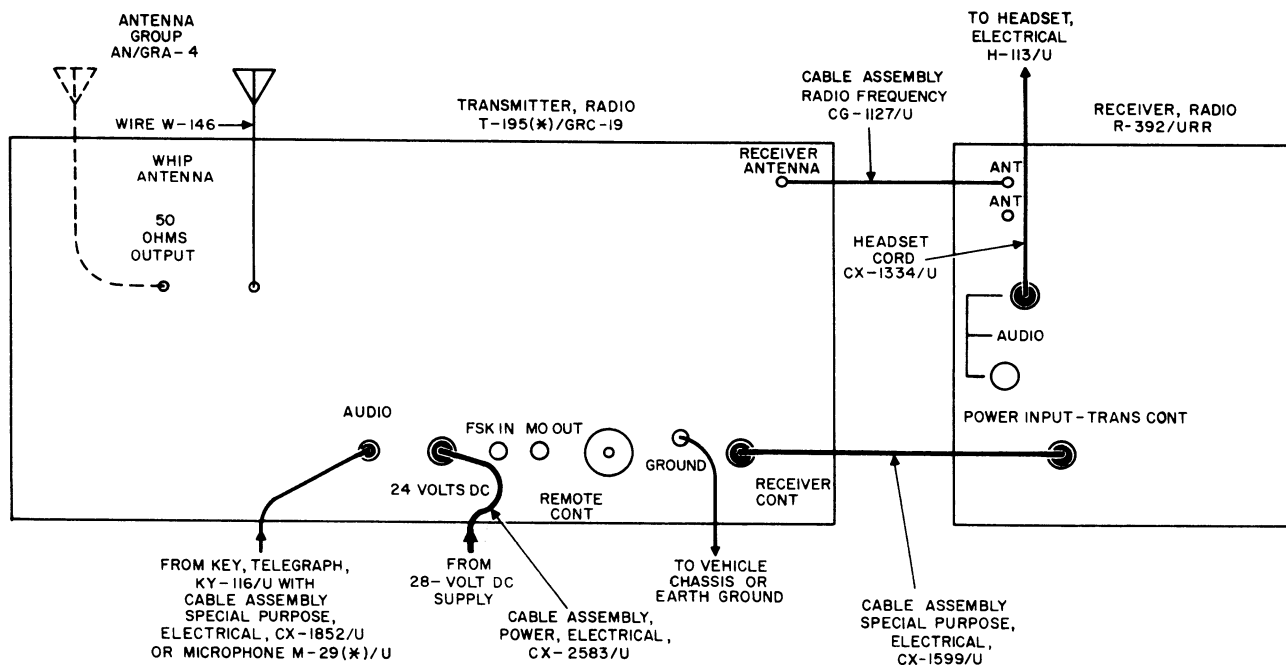 ANTENNA
GROUP
AN/GRA-4
WIRE W-146
TRANSMITTER, RADIO
T-195(*)/GRC-19
CABLE ASSEMBLY
RADIO FREQUENCY
CG-1127/U
TO HEADSET,
ELECTRICAL
H-113/U
RECEIVER, RADIO
R-392/URR
WHIP
ANTENNA
50
OHMS
OUTPUT
RECEIVER
ANTENNA
ANT
ANT
HEADSET
CORD
CX-1334/U
AUDIO
POWER INPUT-TRANS CONT
AUDIO
24 VOLTS DC
FSK IN
MO OUT
REMOTE
CONT
GROUND
RECEIVER
CONT
FROM KEY, TELEGRAPH,
KY-116/U WITH
CABLE ASSEMBLY
SPECIAL PURPOSE,
ELECTRICAL, CX-1852/U
OR MICROPHONE M-29(*)/U
FROM
28-VOLT DC
SUPPLY
CABLE ASSEMBLY,
POWER, ELECTRICAL,
CX-2583/U
TO VEHICLE
CHASSIS OR
EARTH GROUND
CABLE ASSEMBLY
SPECIAL PURPOSE,
ELECTRICAL,
CX-1599/U